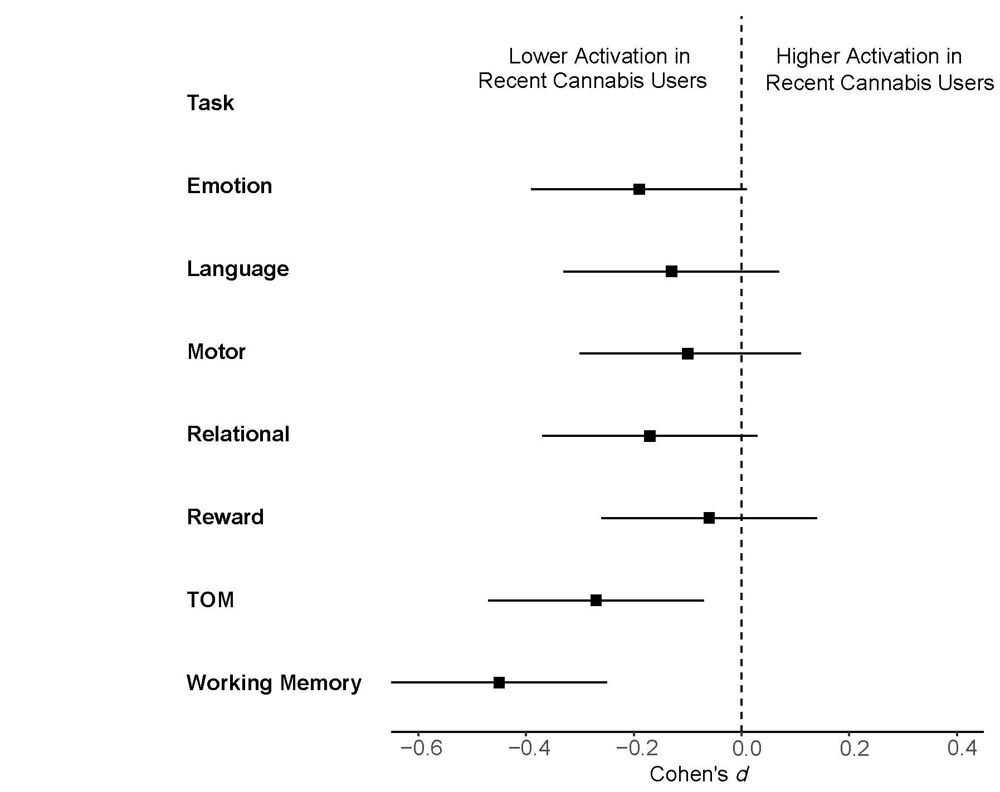 Lower Activation in
Recent Cannabis Users
Higher Activation in
Recent Cannabis Users
Task
Emotion
Language
Motor
Relational
Reward
TOM
Working Memory
−0.6 −0.4 −0.2 0.0 0.2 0.4
Cohen's d